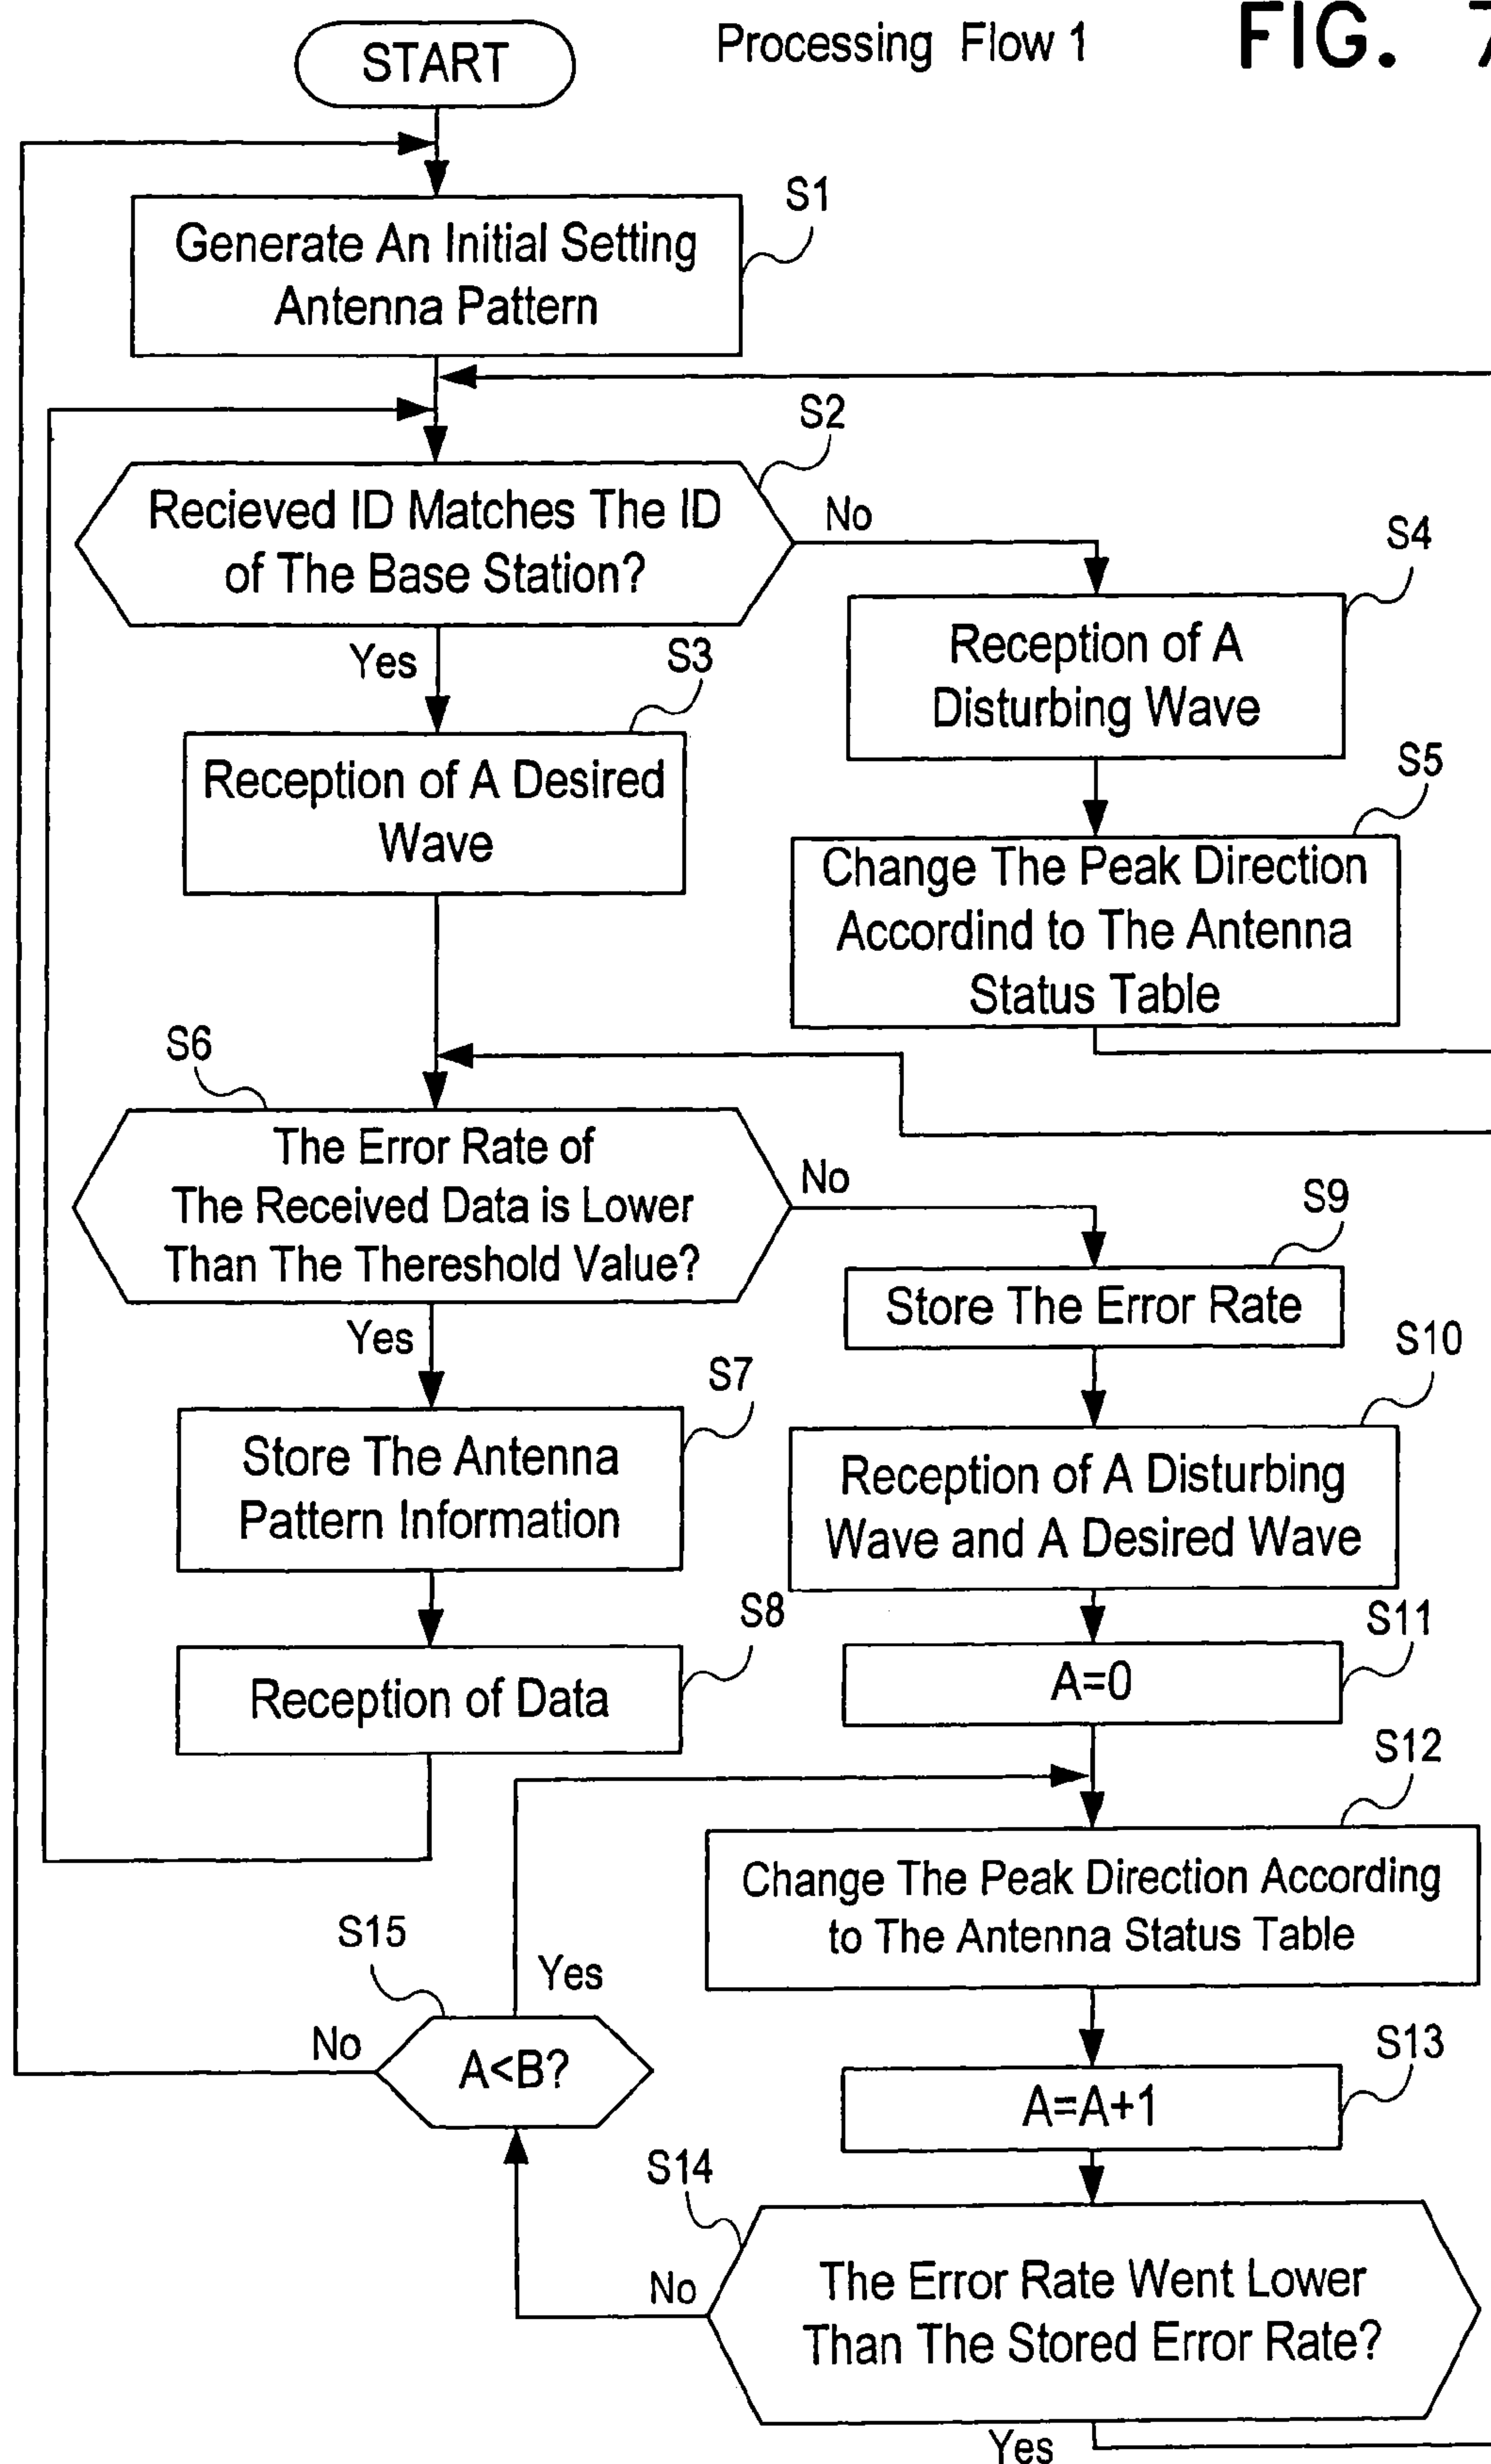 Processing Flow 1
FIG. 7
START
S1
Generate An Initial Setting
Antenna Pattern
S2
Recieved ID Matches The ID
of The Base Station?
No
Yes
S4
Reception of A
Disturbing Wave
S3
Reception of A Desired
Wave
S5
Change The Peak Direction
Accordind to The Antenna
Status Table
S6
The Error Rate of
The Received Data is Lower
Than The Thereshold Value?
No
Yes
S9
Store The Error Rate
S7
Store The Antenna
Pattern Information
S10
Reception of A Disturbing
Wave and A Desired Wave
S8
Reception of Data
S11
A=0
S12
Change The Peak Direction According
to The Antenna Status Table
S15
Yes
No
A<B?
S13
A=A+1
S14
No
The Error Rate Went Lower
Than The Stored Error Rate?
Yes